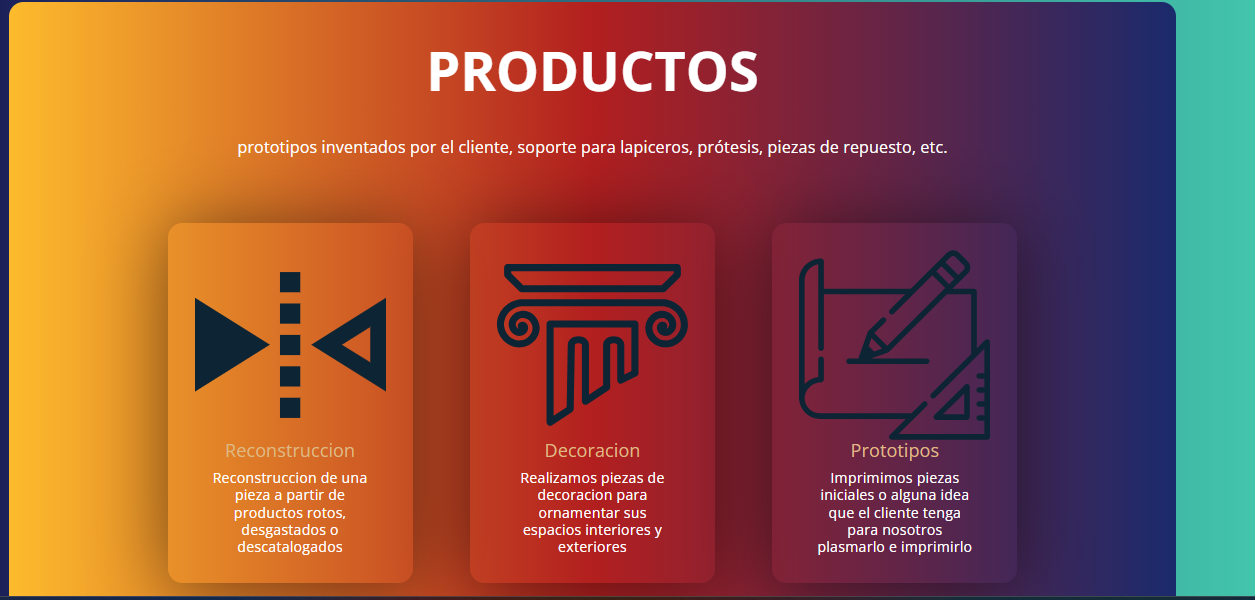 PRODUCTOS
prototipos inventados por el cliente, soporte para lapiceros, prótesis, piezas de repuesto, etc.
Reconstruccion
Reconstruccion de una
pieza a partir de
productos rotos,
desgastados o
descatalogados
Decoracion
Realizamos piezas de
decoracion para
ornamentar sus
espacios interiores y
exteriores
Prototipos
Imprimimos piezas
iniciales o alguna idea
que el cliente tenga
para nosotros
plasmarlo e imprimirlo